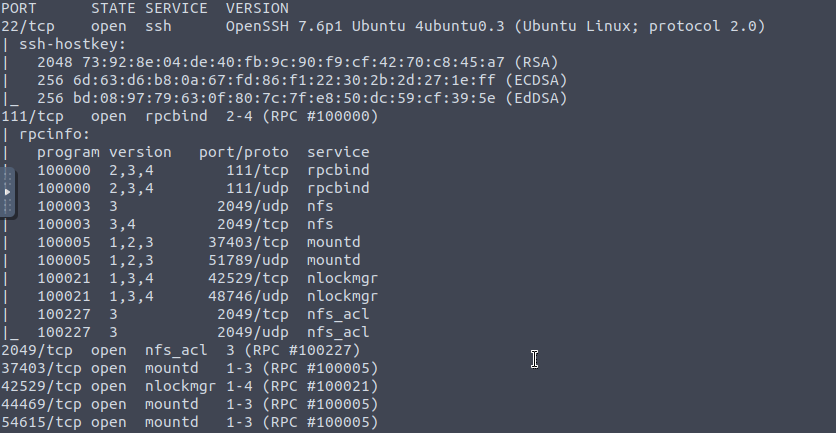 PORT      STATE SERVICE  VERSION
22/tcp    open  ssh      OpenSSH 7.6p1 Ubuntu 4ubuntu0.3 (Ubuntu Linux; protocol 2.0)
| ssh-hostkey:
|   2048 73:92:8e:04:de:40:fb:9c:90:f9:cf:42:70:c8:45:a7 (RSA)
|   256 6d:63:d6:b8:0a:67:fd:86:f1:22:30:2b:2d:27:1e:ff (ECDSA)
|_  256 bd:08:97:79:63:0f:80:7c:7f:e8:50:dc:59:cf:39:5e (EdDSA)
111/tcp   open  rpcbind  2-4 (RPC #100000)
| rpcinfo:
|   program version   port/proto  service
|   100000  2,3,4        111/tcp  rpcbind
|   100000  2,3,4        111/udp  rpcbind
|   100003  3           2049/udp  nfs
|   100003  3,4         2049/tcp  nfs
|   100005  1,2,3      37403/tcp  mountd
|   100005  1,2,3      51789/udp  mountd
|   100021  1,3,4      42529/tcp  nlockmgr
|   100021  1,3,4      48746/udp  nlockmgr
|   100227  3           2049/tcp  nfs_acl
|_  100227  3           2049/udp  nfs_acl
2049/tcp  open  nfs_acl  3 (RPC #100227)
37403/tcp open  mountd   1-3 (RPC #100005)
42529/tcp open  nlockmgr 1-4 (RPC #100021)
44469/tcp open  mountd   1-3 (RPC #100005)
54615/tcp open  mountd   1-3 (RPC #100005)